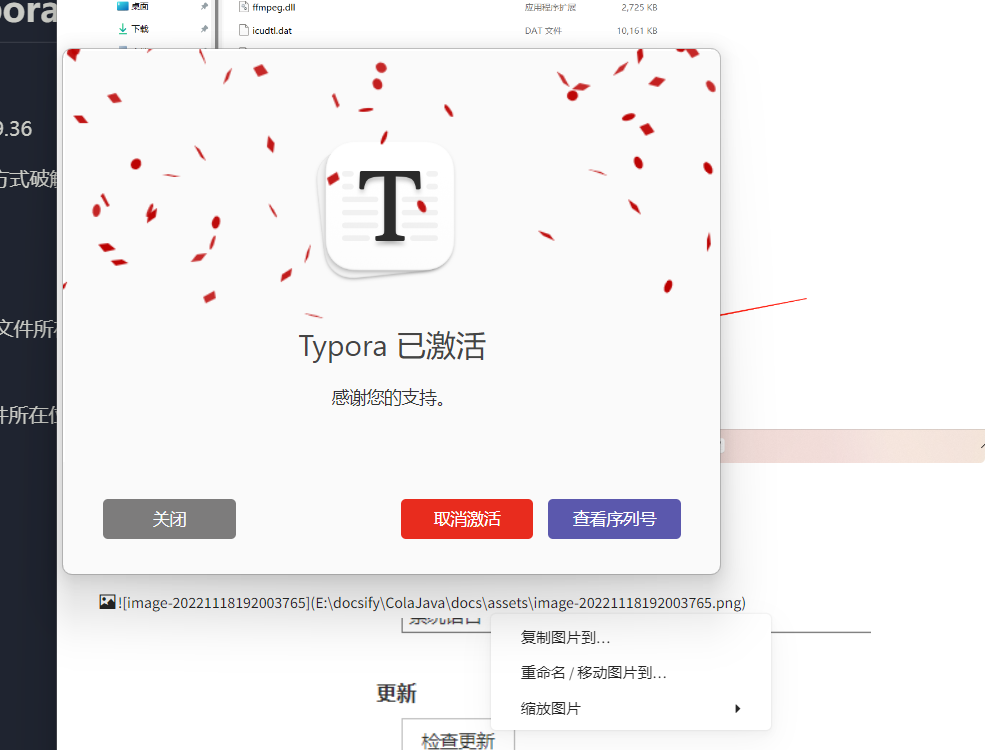 pora
桌面
ffmpeg.dll
应用程序扩展
2,725 KB
下载
icudtl.dat
DAT 文件
10,161 KB
9.36
方式破解
T
文件所在
Typora 已激活
感谢您的支持。
件所在位
关闭
取消激活
查看序列号
![image-20221118192003765](E:\docsify\ColaJava\docs\assets\image-20221118192003765.png)
系统语言
复制图片到...
重命名 / 移动图片到...
更新
缩放图片
检查更新